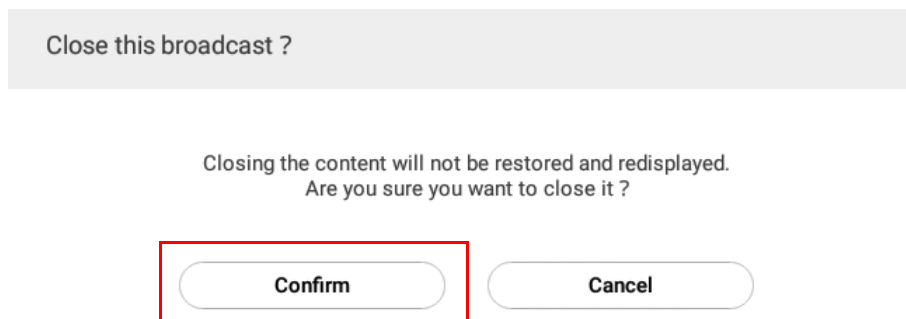 Close this broadcast ?
Closing the content will not be restored and redisplayed.
Are you sure you want to close it ?
Confirm
Cancel